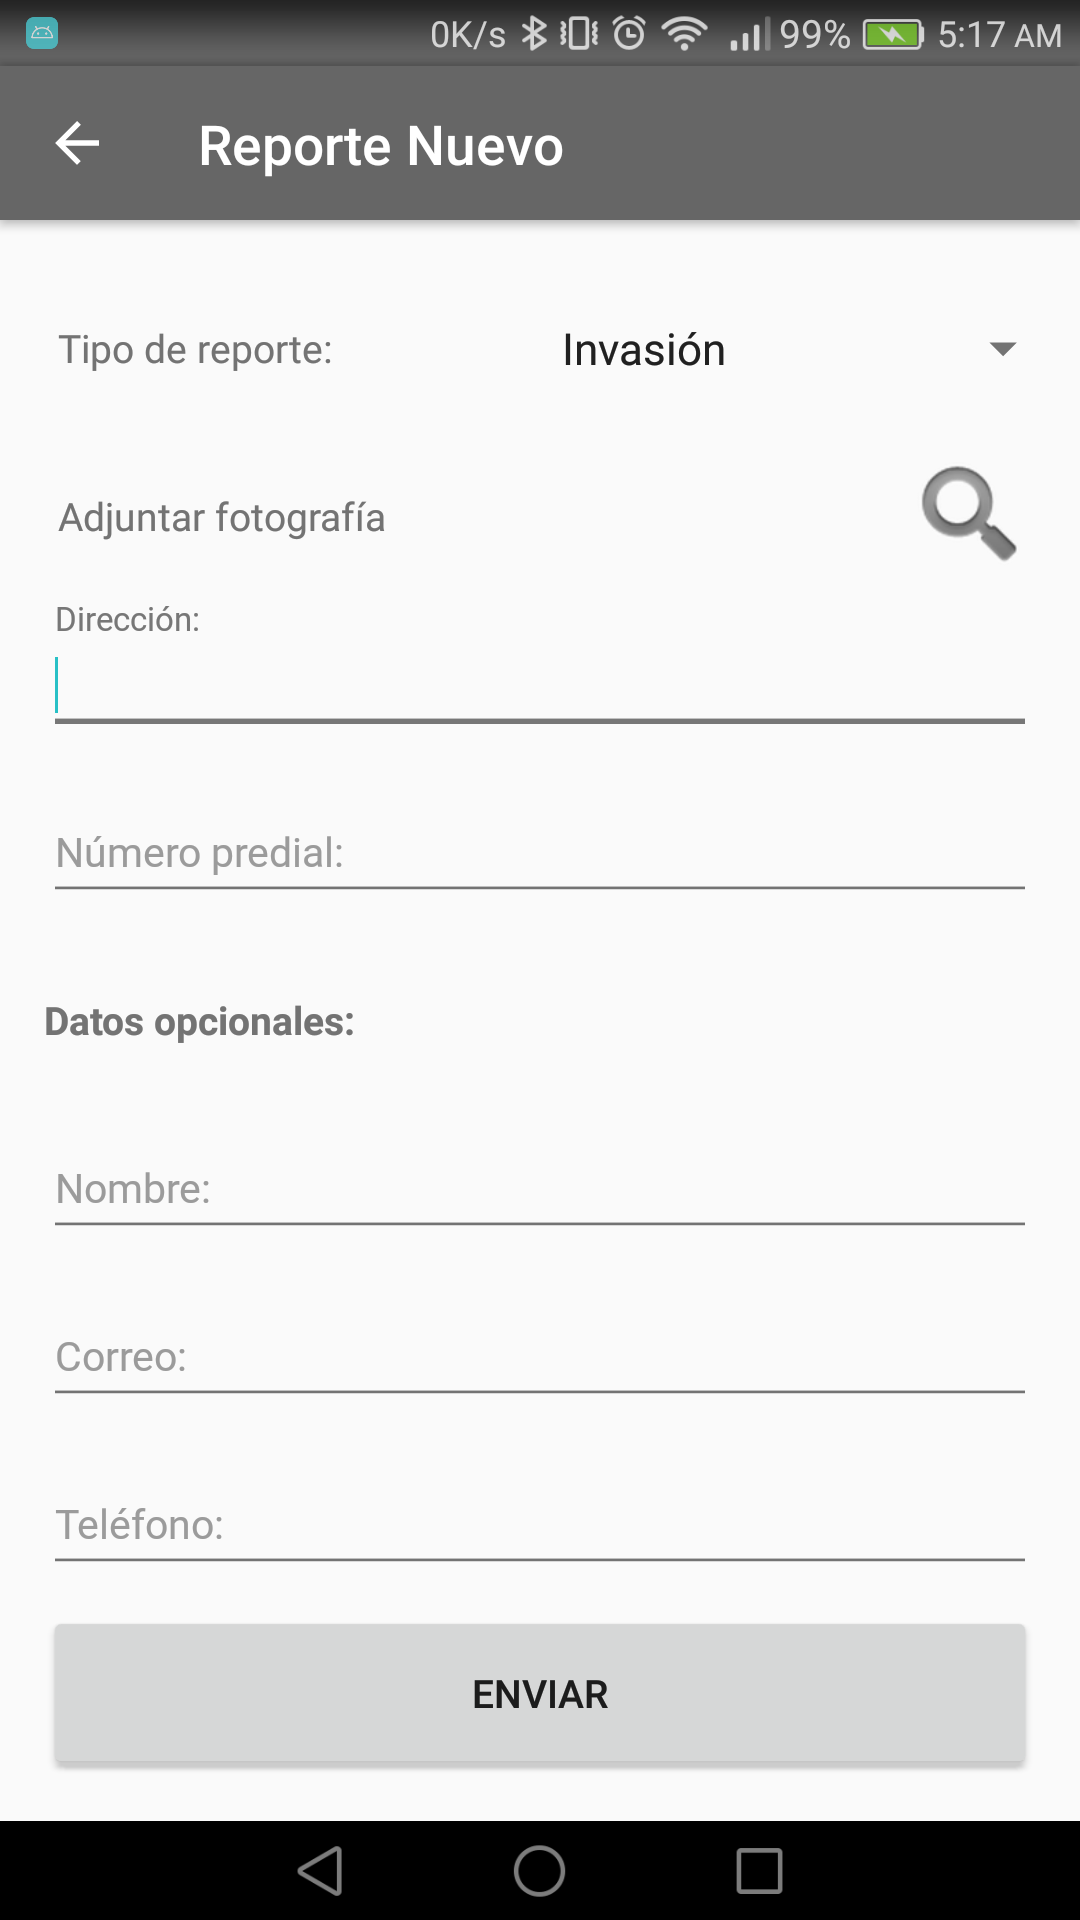 0K/s 99% 5:17 AM
Reporte Nuevo
Tipo de reporte: Invasión
Adjuntar fotografía
Dirección:
Número predial:
Datos opcionales:
Nombre:
Correo:
Teléfono:
ENVIAR